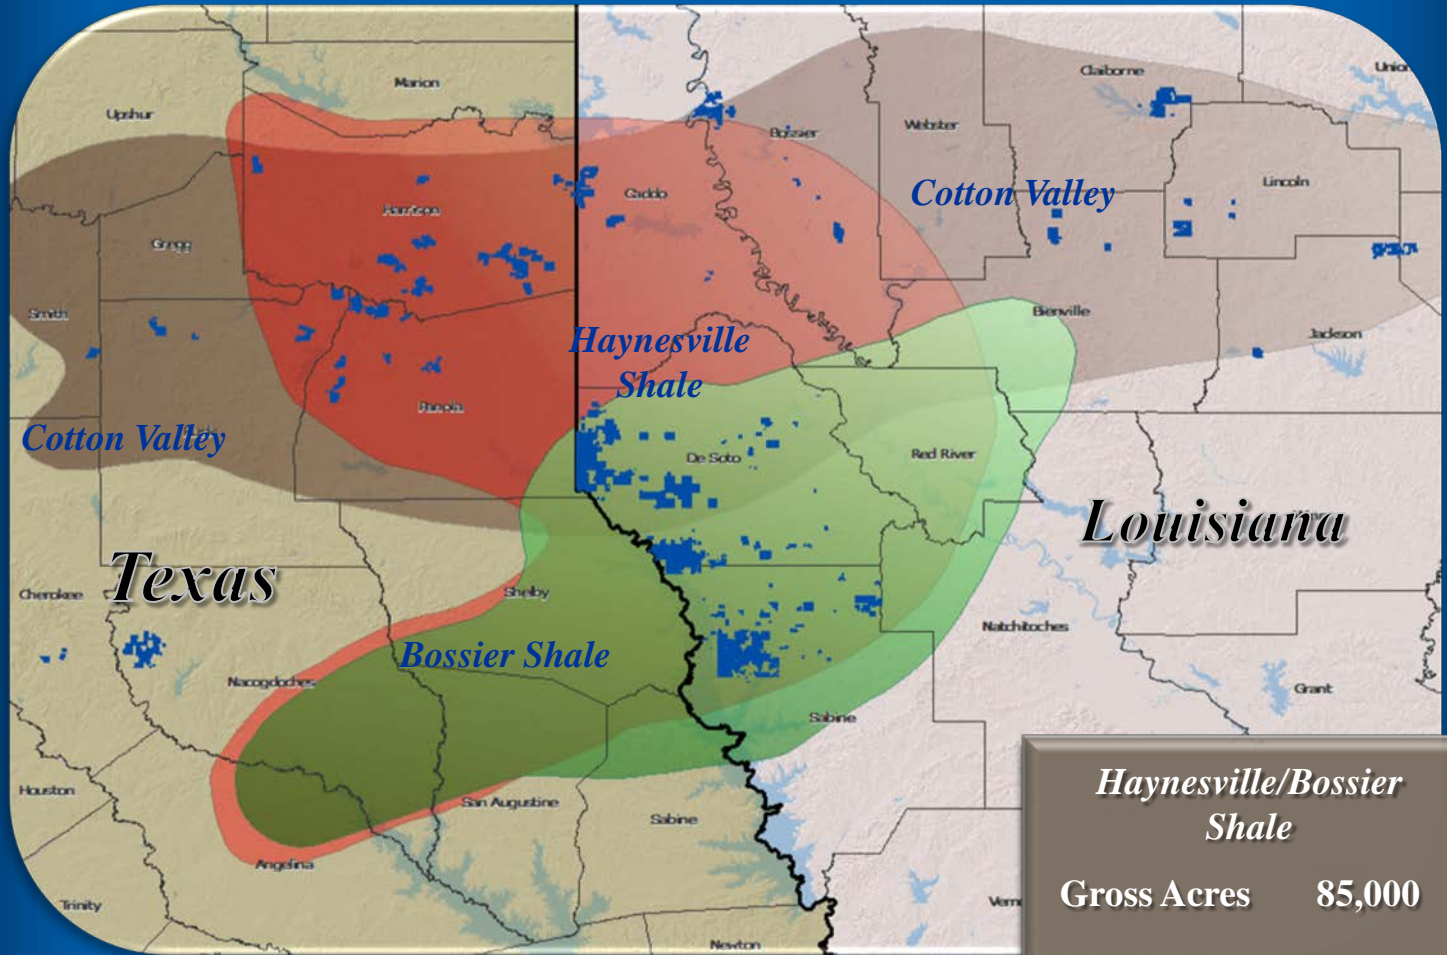 Marion
Claiborne
Union
Upshur
Bossier
Webster
Lincoln
Caddo
Cotton Valley
Harrison
Gregg
Smith
Bienville
Haynesville
Shale
Jackson
Panola
Cotton Valley
De Soto
Red River
Louisiana
Texas
Cherokee
Shelby
Natchitoches
Bossier Shale
Nacogdoches
Grant
Sabine
Houston
San Augustine
Sabine
Angelina
Trinity
Newton
Haynesville/Bossier
Shale
Gross Acres 85,000